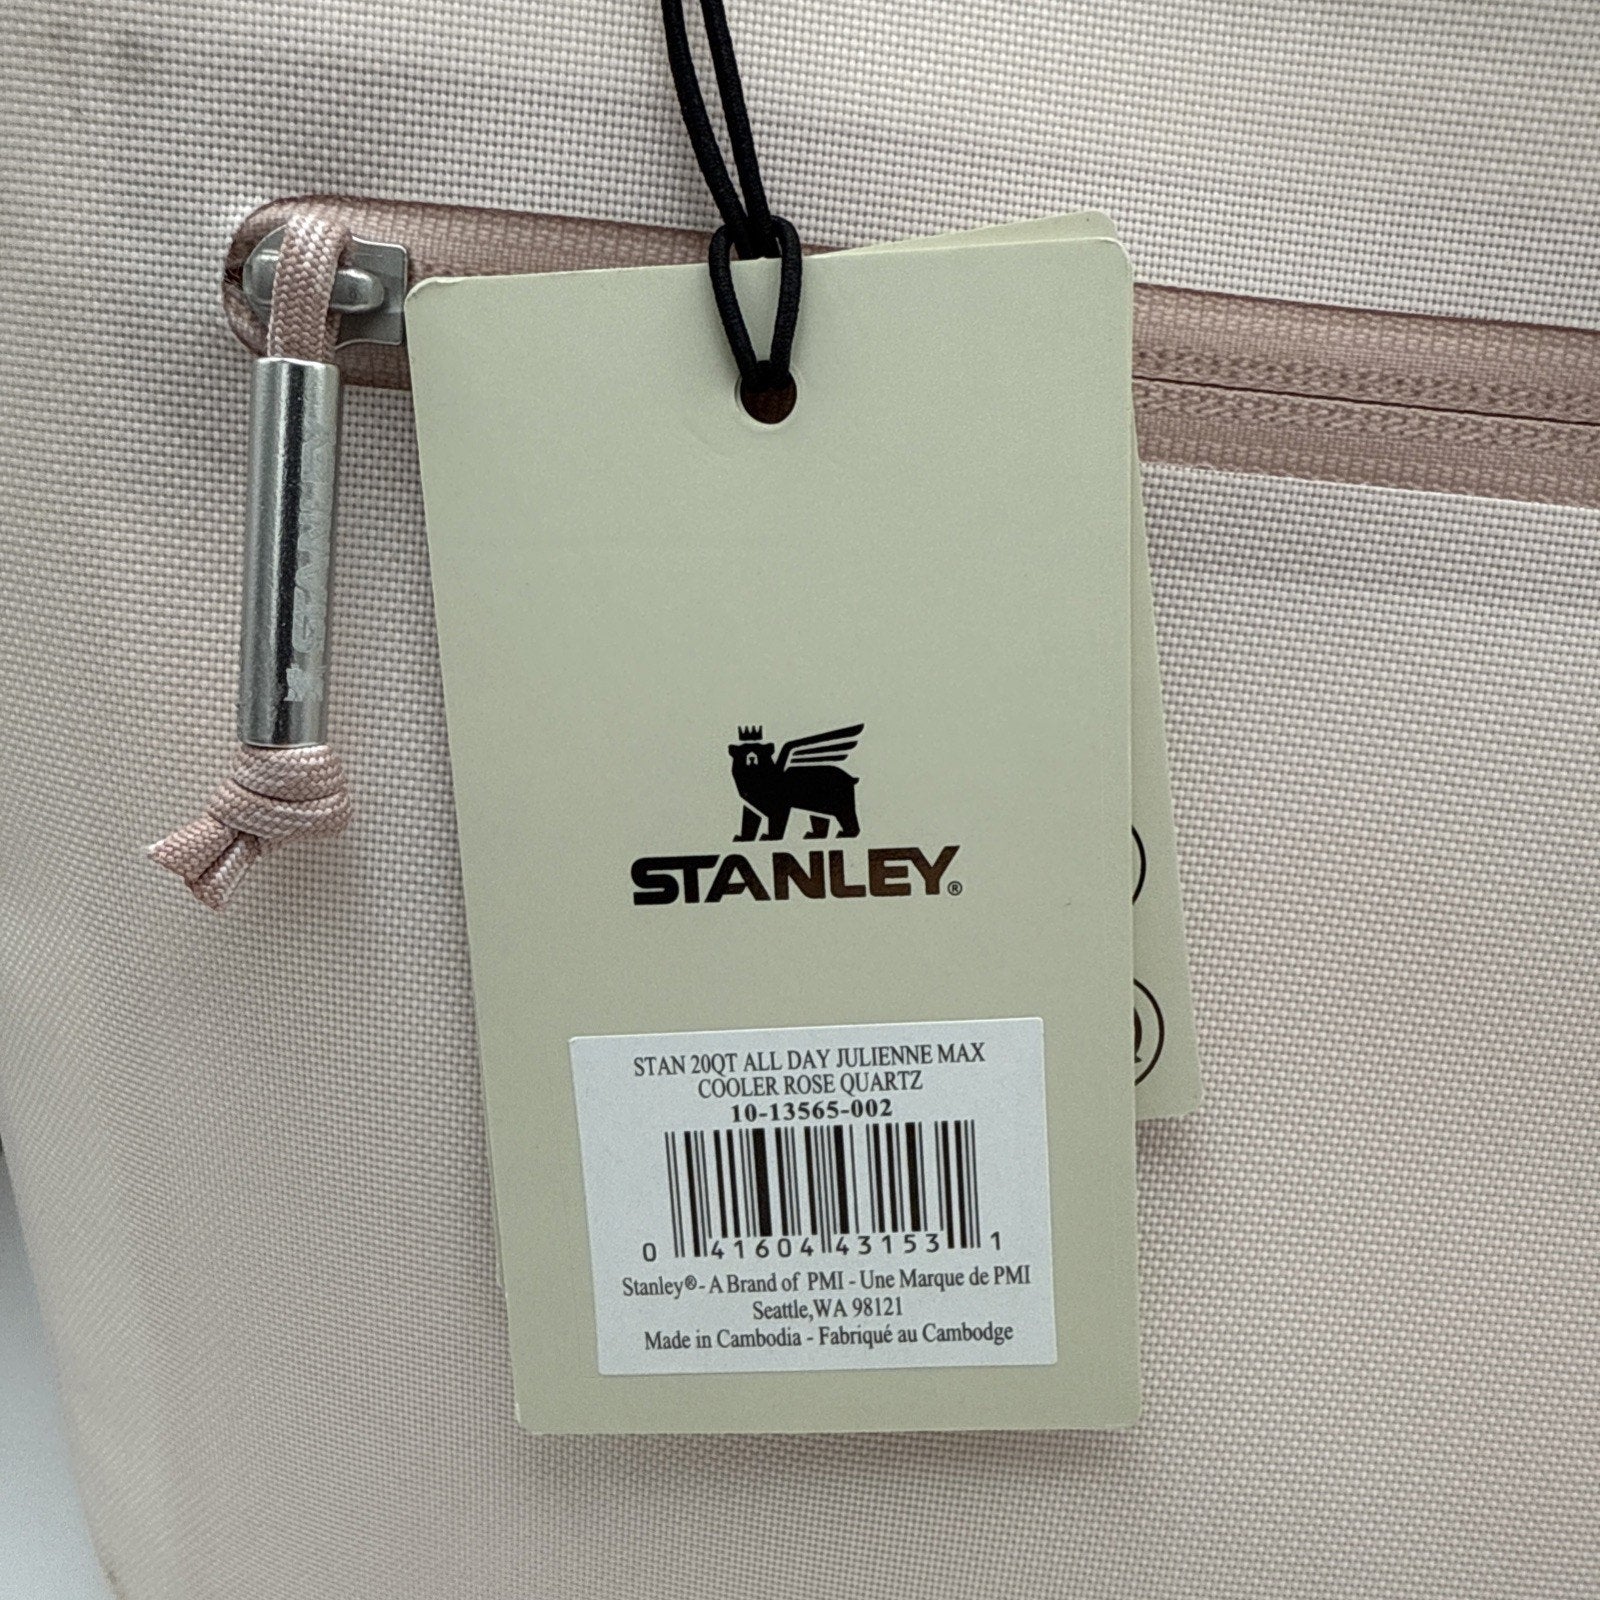 STANLEY
STANLEY®
STAN 20QT ALL DAY JULIENNE MAX
COOLER ROSE QUARTZ
10-13565-002
0 41604 43153 1
Stanley®- A Brand of PMI - Une Marque de PMI
Seattle,WA 98121
Made in Cambodia - Fabriqué au Cambodge